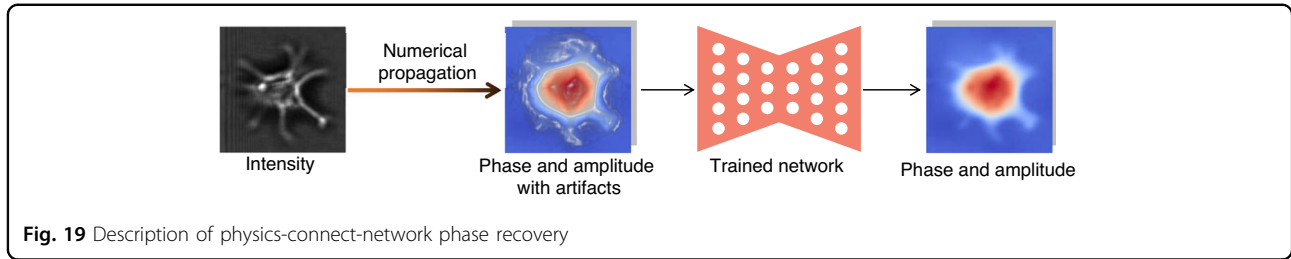 Numerical
propagation
Intensity
Phase and amplitude
with artifacts
Trained network
Phase and amplitude
Fig. 19 Description of physics-connect-network phase recovery